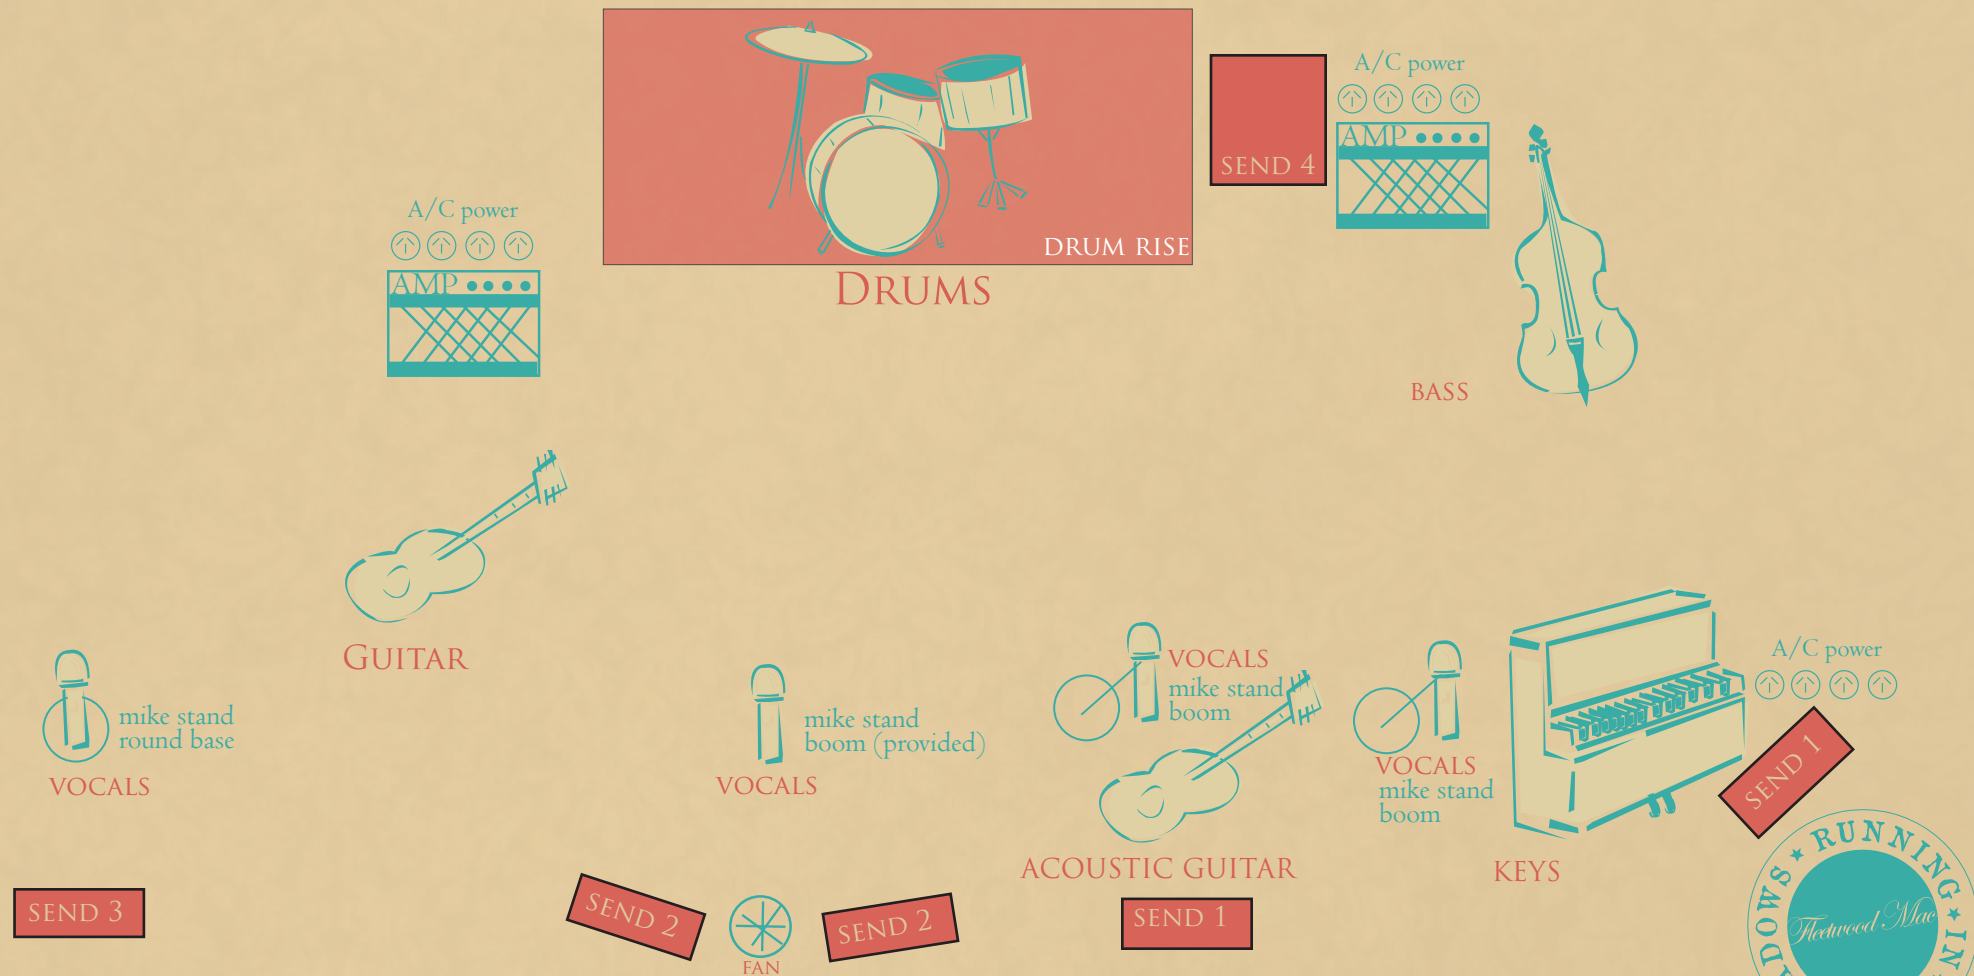 A/C power
SEND 4
AMP
DRUM RISE
A/C power
AMP
DRUMS
BASS
GUITAR
VOCALS
mike stand
boom
A/C power
mike stand
round base
mike stand
boom (provided)
VOCALS
VOCALS
VOCALS
mike stand
boom
SEND 1
ACOUSTIC GUITAR
KEYS
SEND 3
SEND 2
SEND 2
SEND 1
FAN
RUNNING
IN
Fleetwood Mac